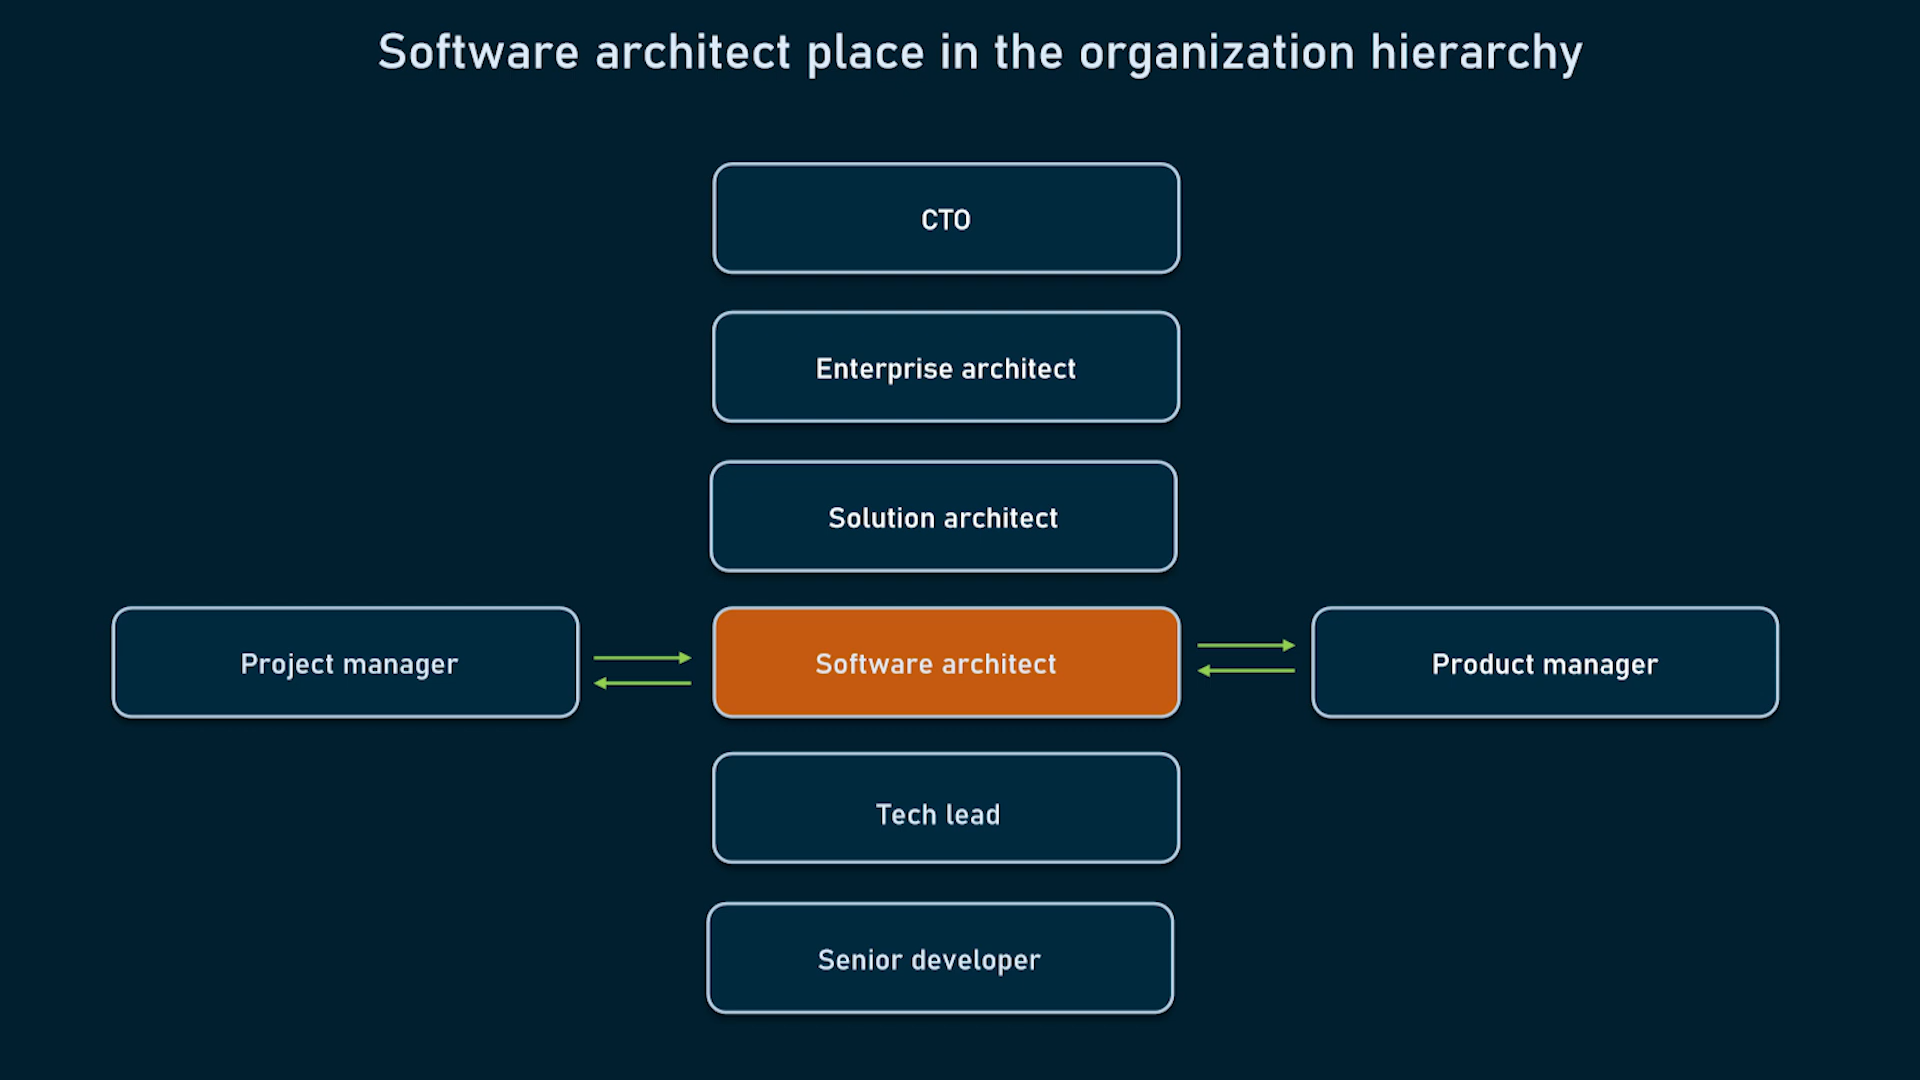 Software architect place in the organization hierarchy
CTO
Enterprise architect
Solution architect
Project manager
Software architect
Product manager
Tech lead
Senior developer